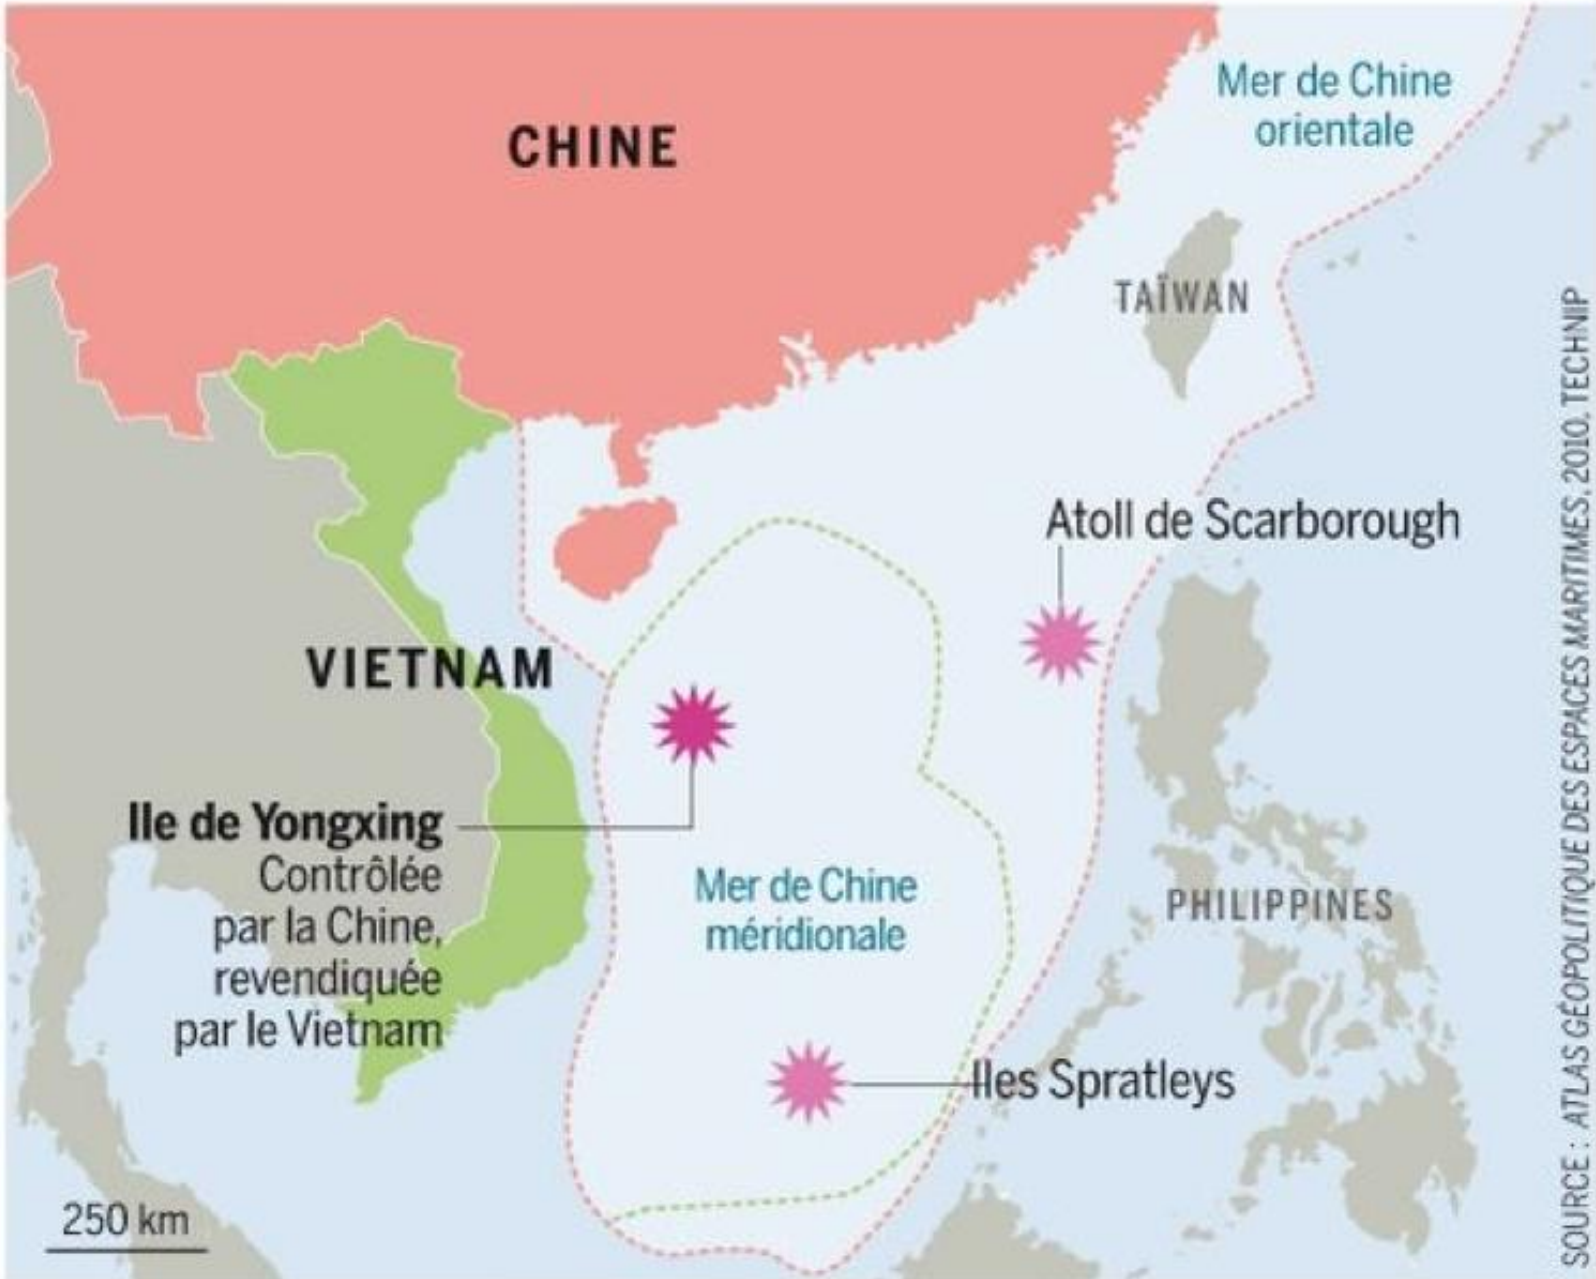 Mer de Chine
orientale
CHINE
TAÏWAN
Atoll de Scarborough
VIETNAM
Ile de Yongxing
Contrôlée
par la Chine,
revendiquée
par le Vietnam
Mer de Chine
méridionale
PHILIPPINES
Iles Spratleys
250 km
SOURCE : ATLAS GÉOPOLITIQUE DES ESPACES MARITIMES, 2010, TECHNIP